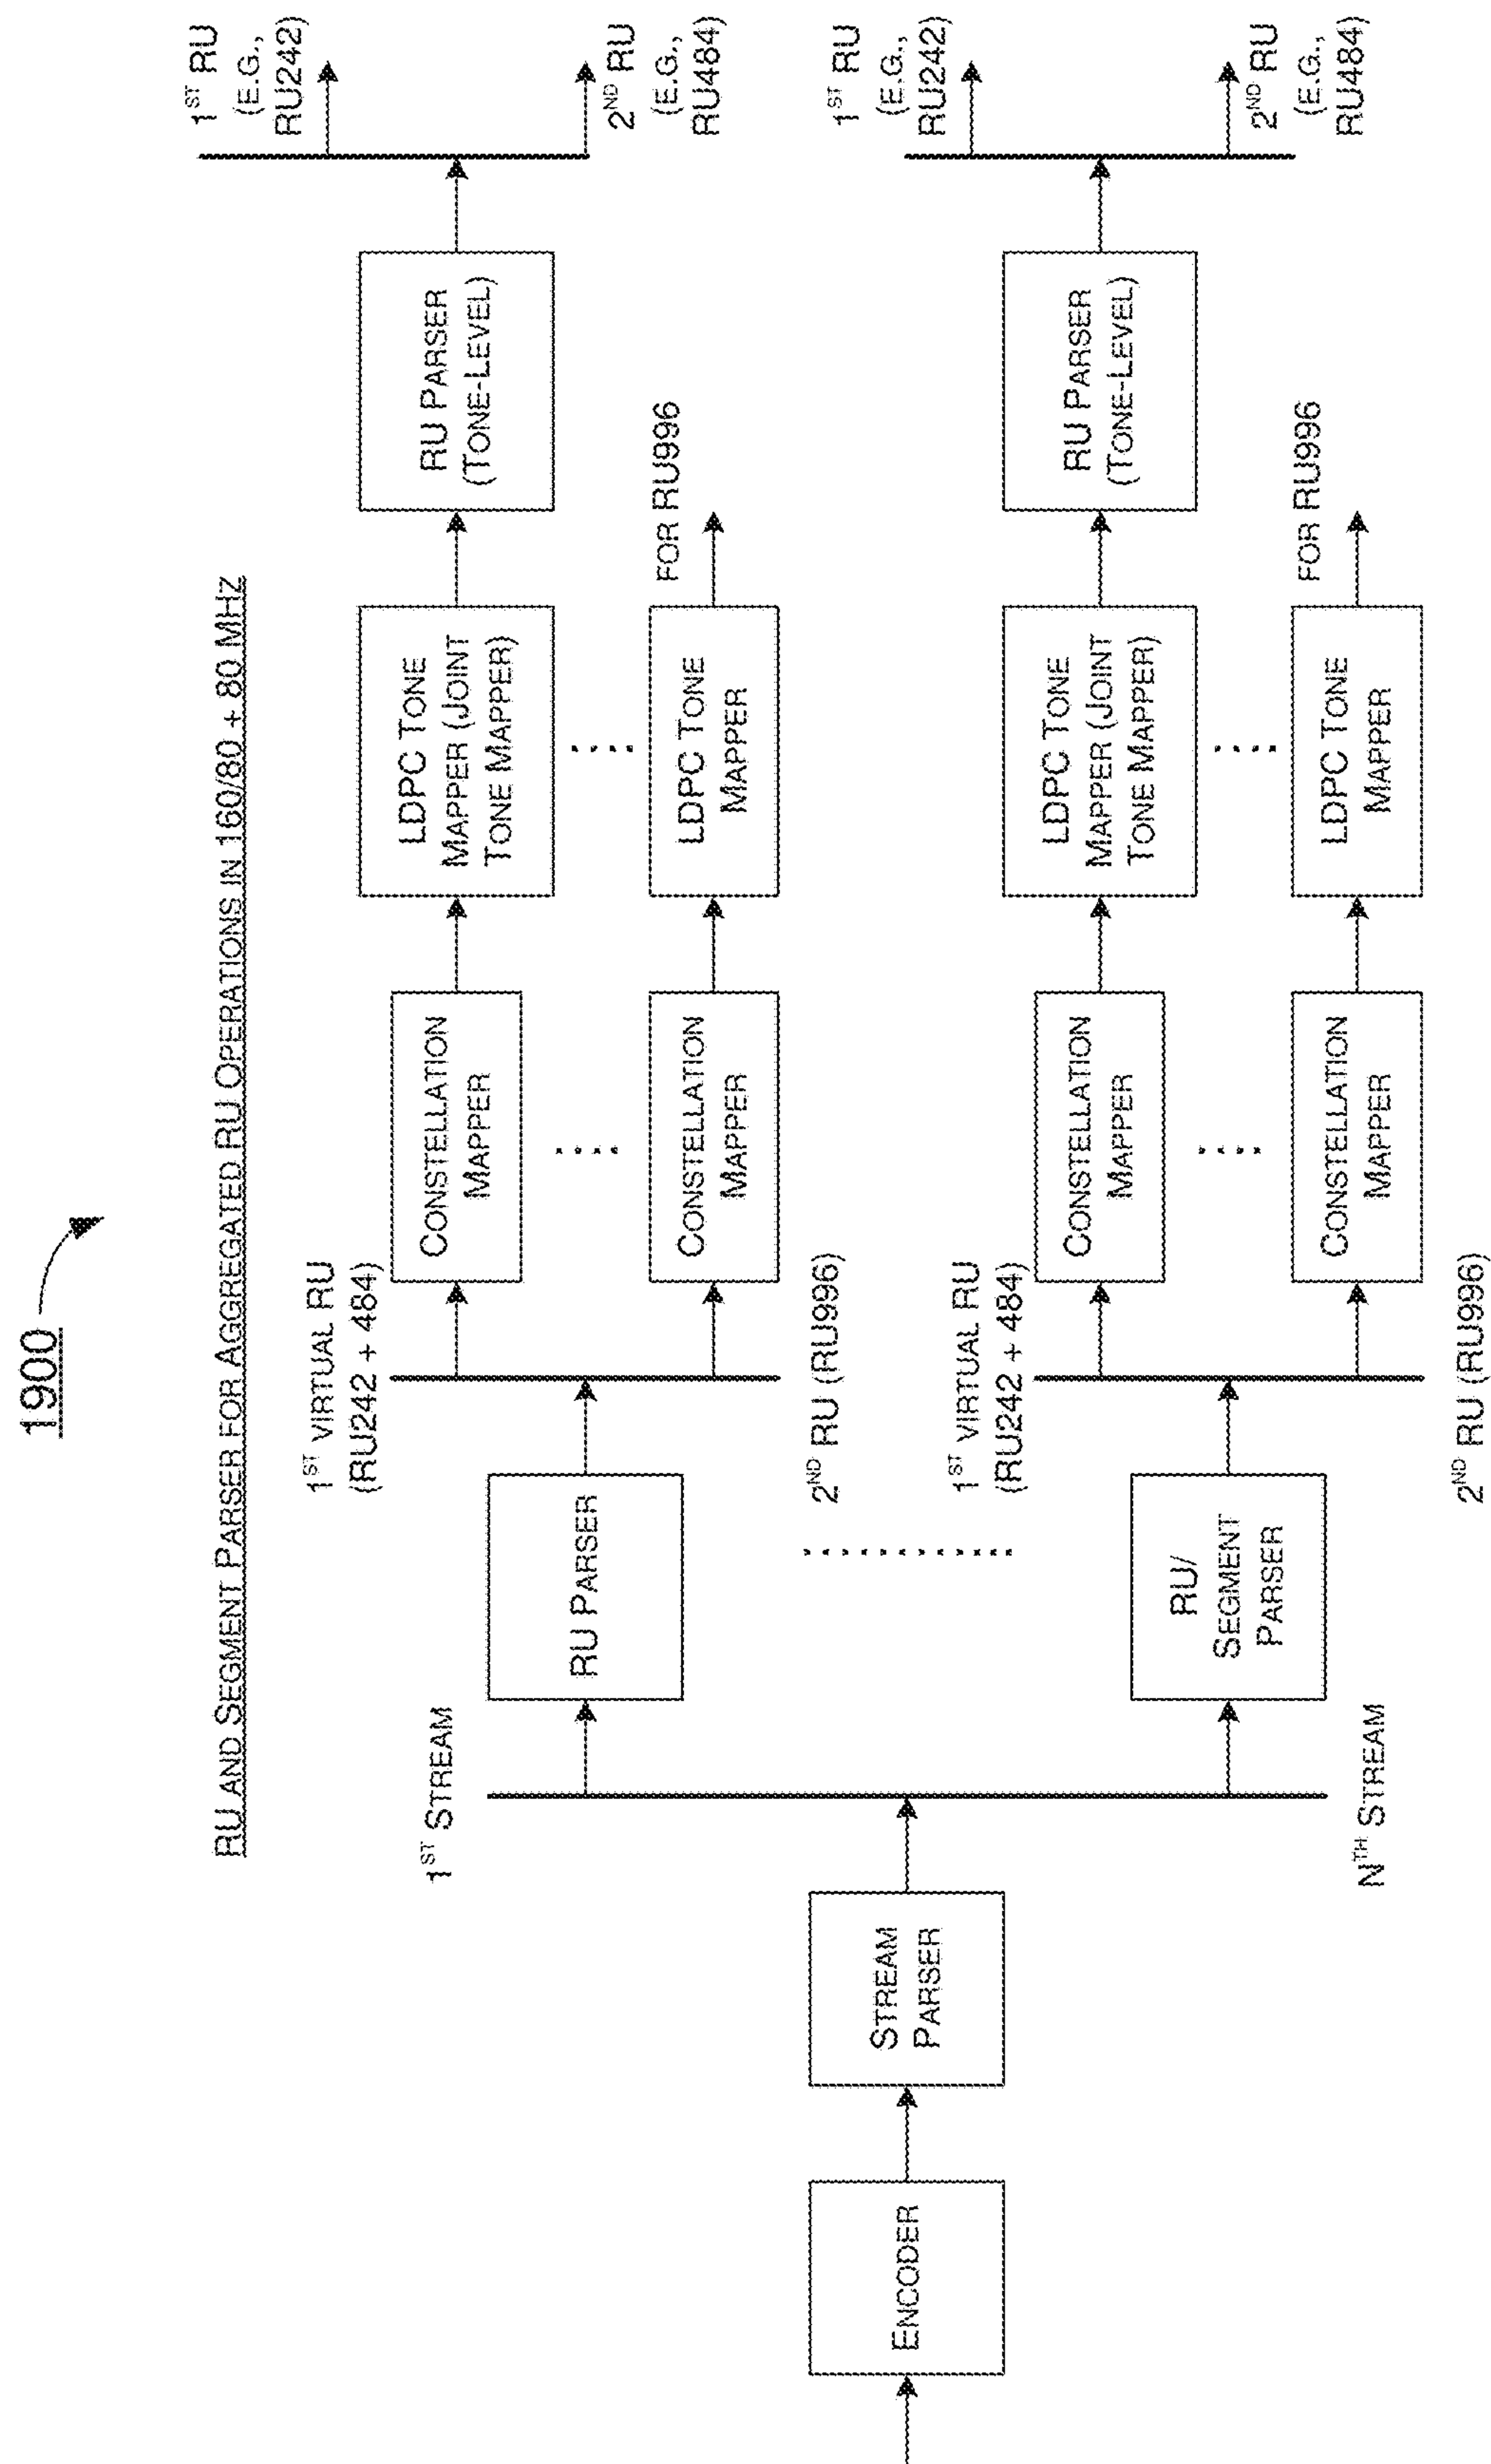 1900
RU AND SEGMENT PARSER FOR AGGREGATED RU OPERATIONS IN 160/80 + 80 MHZ
ENCODER
STREAM
PARSER
1ST STREAM
NTH STREAM
RU PARSER
1ST VIRTUAL RU
(RU242 + 484)
2ND RU (RU996)
CONSTELLATION
MAPPER
CONSTELLATION
MAPPER
LDPC TONE
MAPPER (JOINT
TONE MAPPER)
LDPC TONE
MAPPER
FOR RU996
RU PARSER
(TONE-LEVEL)
1ST RU
(E.G.,
RU242)
2ND RU
(E.G.,
RU484)
RU/
SEGMENT
PARSER
1ST VIRTUAL RU
(RU242 + 484)
2ND RU (RU996)
CONSTELLATION
MAPPER
CONSTELLATION
MAPPER
LDPC TONE
MAPPER (JOINT
TONE MAPPER)
LDPC TONE
MAPPER
FOR RU996
RU PARSER
(TONE-LEVEL)
1ST RU
(E.G.,
RU242)
2ND RU
(E.G.,
RU484)